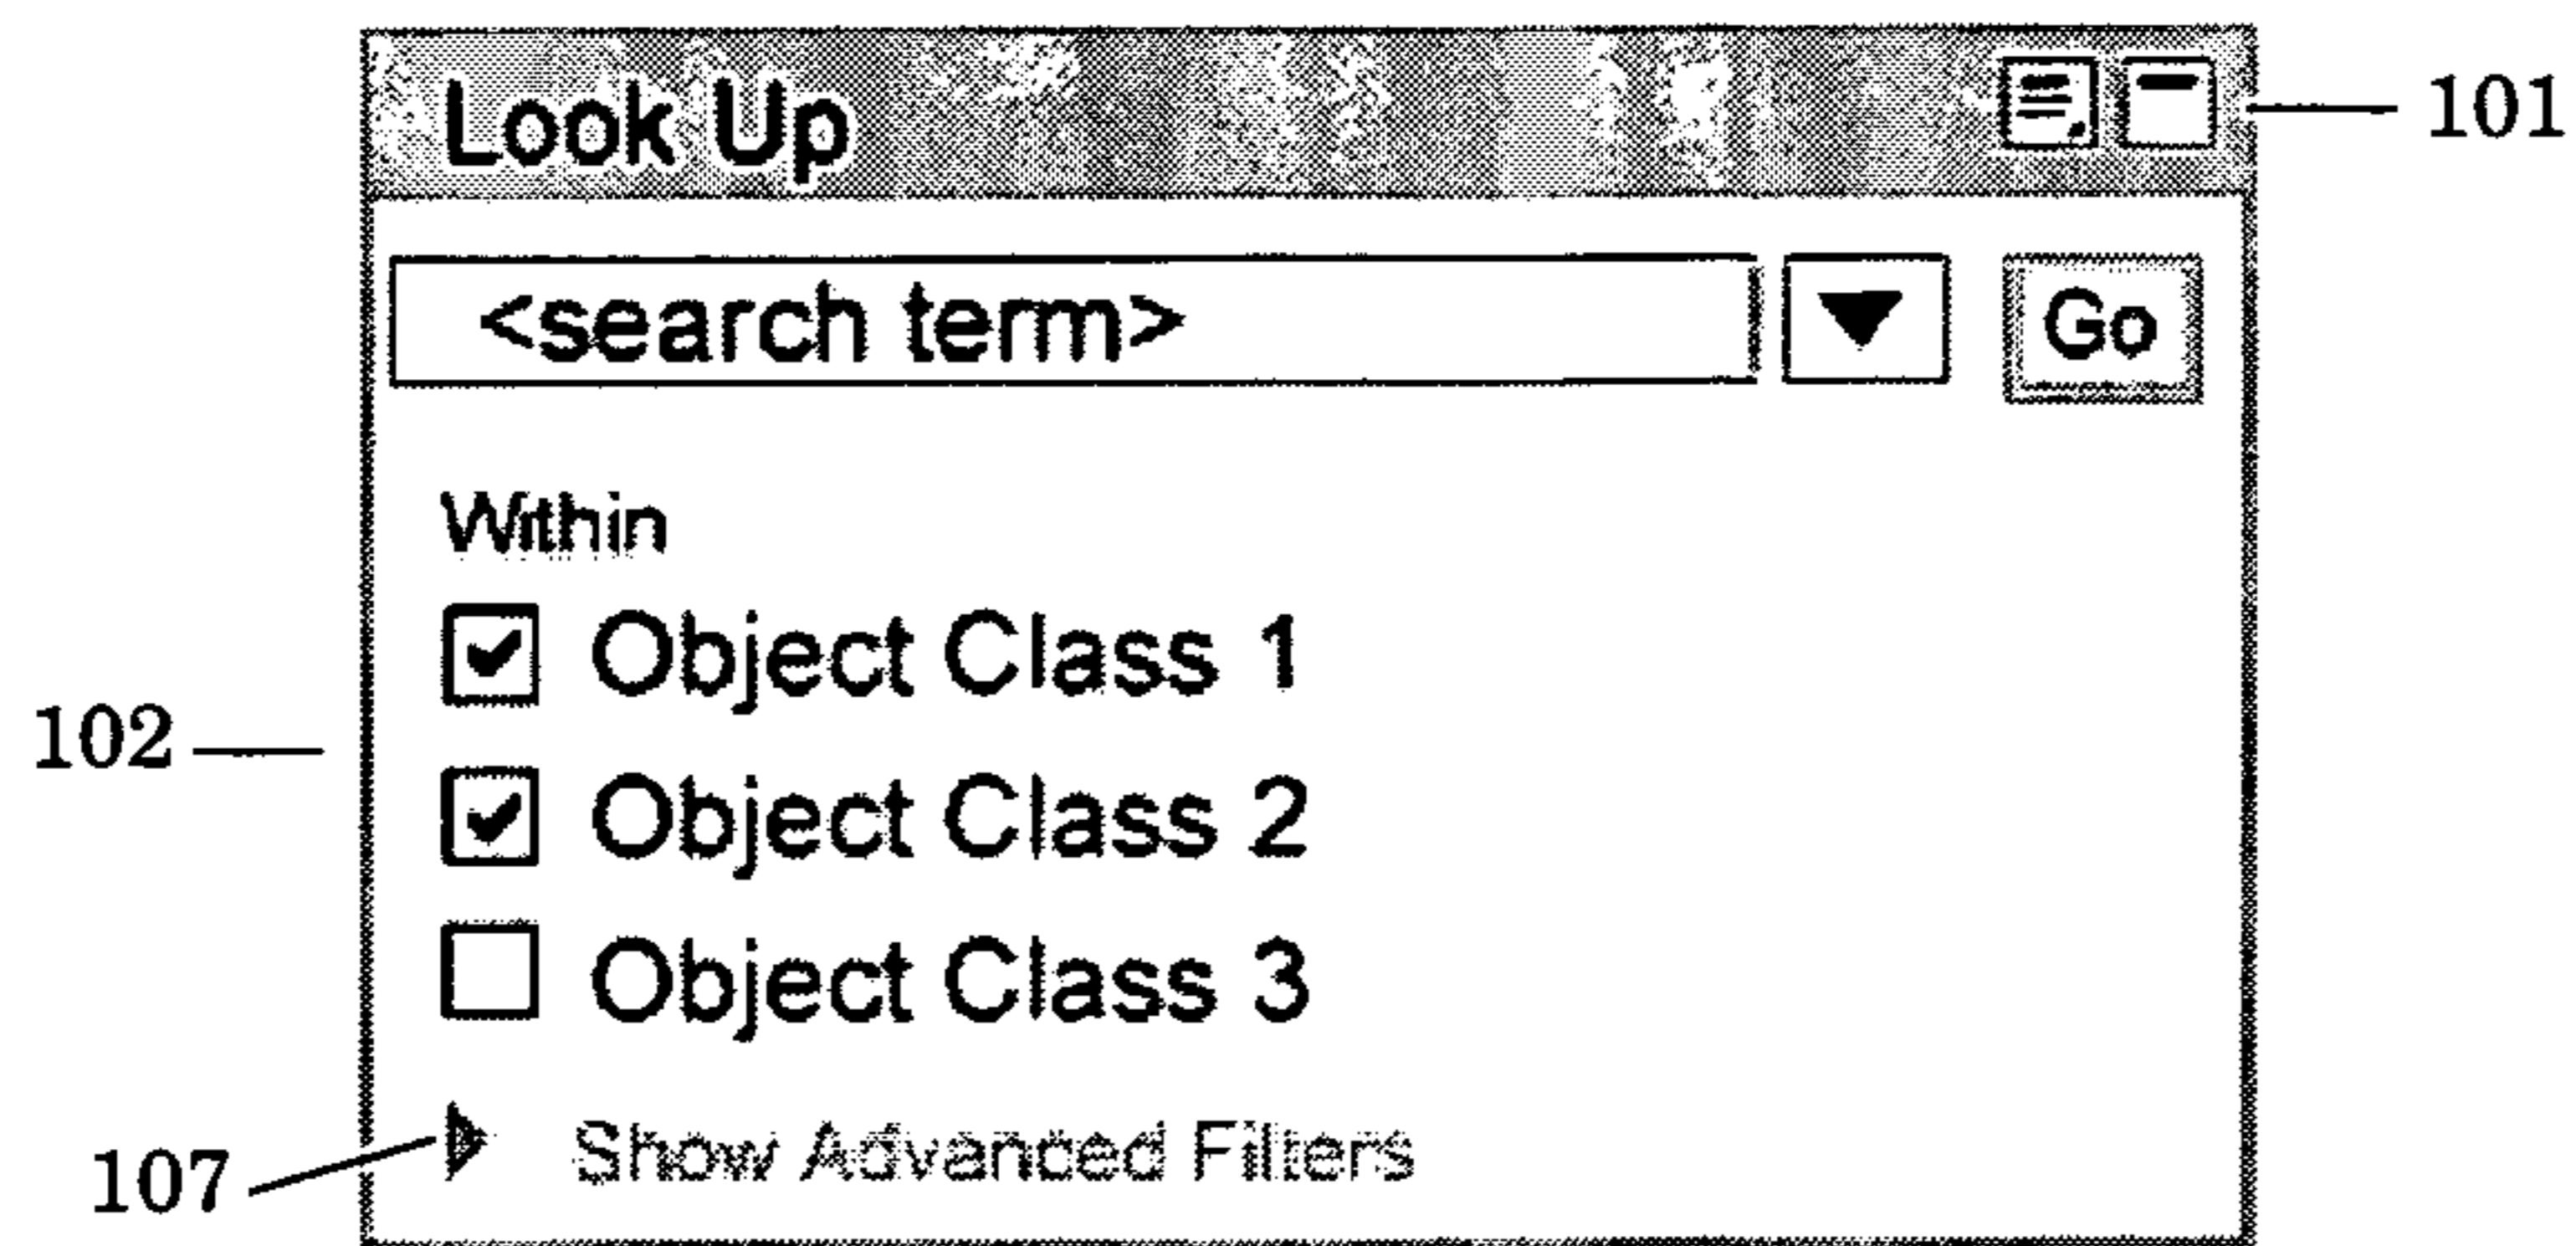 Look Up
101
<search term>
Go
Within
Object Class 1
102
Object Class 2
Object Class 3
107
Show Advanced Filters